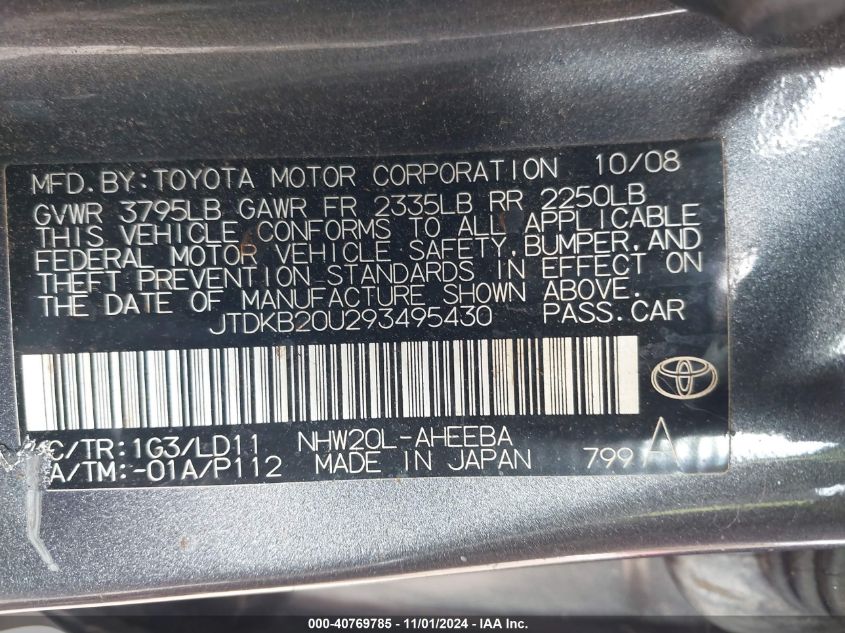 MFD. BY: TOYOTA MOTOR CORPORATION 10/08
GVWR 3795LB GAWR FR 2335LB RR 2250LB
THIS VEHICLE CONFORMS TO ALL APPLICABLE
FEDERAL MOTOR VEHICLE SAFETY, BUMPER, AND
THEFT PREVENTION STANDARDS IN EFFECT ON
THE DATE OF MANUFACTURE SHOWN ABOVE.
JTDKB20U293495430 PASS. CAR
C/TR: 1G3/LD11 NHW20L-AHEEBA A
A/TM: -01A/P112 MADE IN JAPAN 799
000-40769785 - 11/01/2024 - IAA Inc.